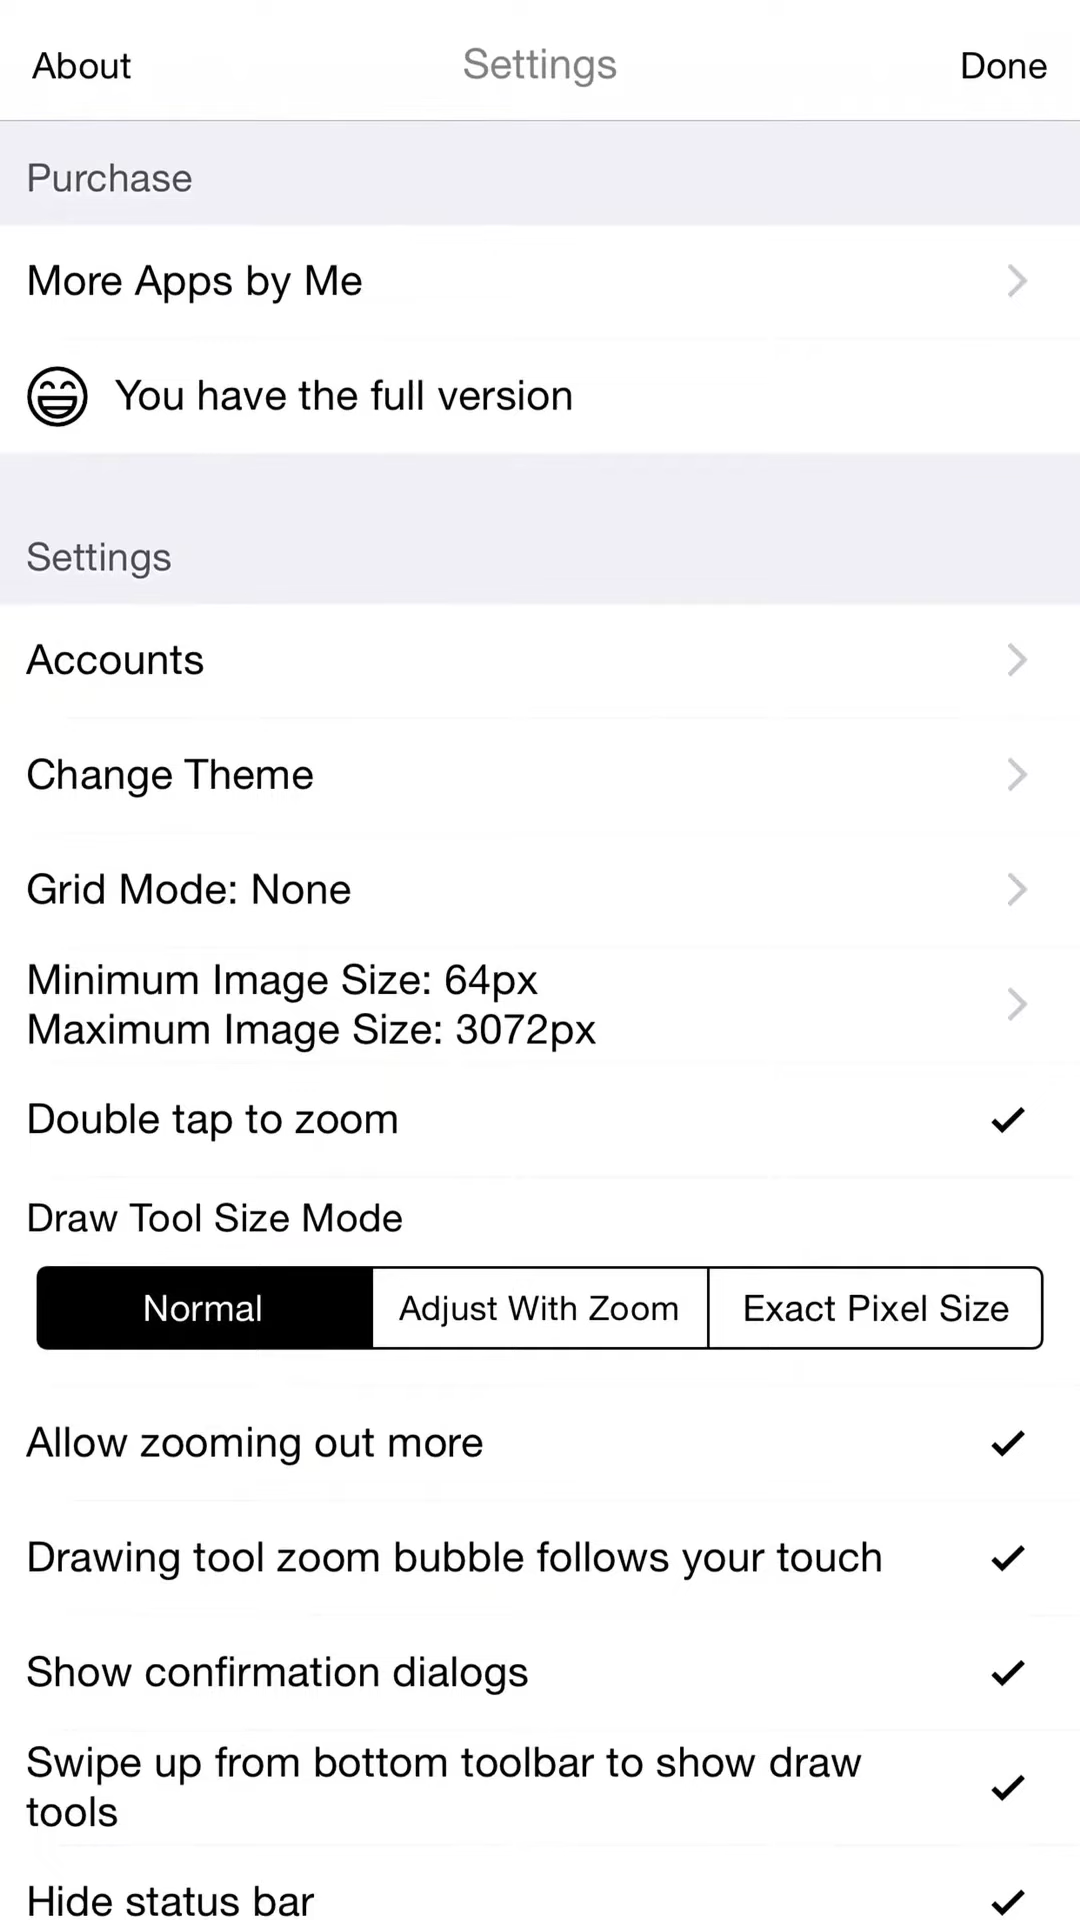 About
Settings
Done
Purchase
More Apps by Me
You have the full version
Settings
Accounts
Change Theme
Grid Mode: None
Minimum Image Size: 64px
Maximum Image Size: 3072px
Double tap to zoom
Draw Tool Size Mode
Normal
Adjust With Zoom
Exact Pixel Size
Allow zooming out more
Drawing tool zoom bubble follows your touch
Show confirmation dialogs
Swipe up from bottom toolbar to show draw
tools
Hide status bar